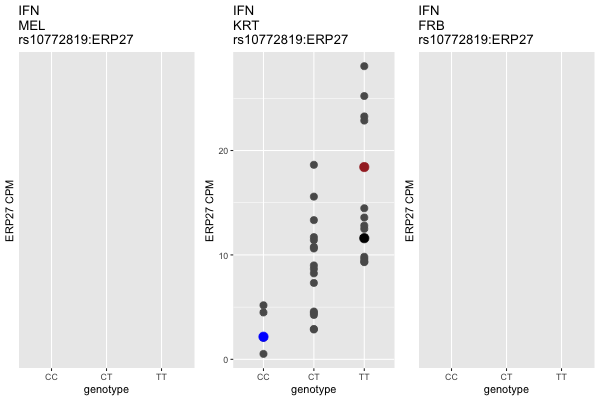 IFN
MEL
rs10772819:ERP27
ERP27 CPM
CC CT TT
genotype
IFN
KRT
rs10772819:ERP27
ERP27 CPM
20
10
0
CC CT TT
genotype
IFN
FRB
rs10772819:ERP27
ERP27 CPM
CC CT TT
genotype